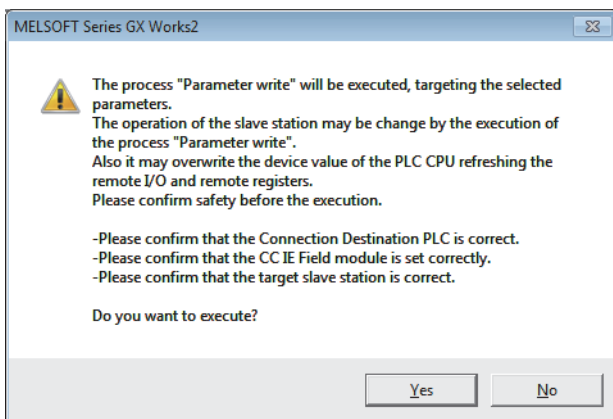 MELSOFT Series GX Works2
The process "Parameter write" will be executed, targeting the selected
parameters.
The operation of the slave station may be change by the execution of
the process "Parameter write".
Also it may overwrite the device value of the PLC CPU refreshing the
remote I/O and remote registers.
Please confirm safety before the execution.
-Please confirm that the Connection Destination PLC is correct.
-Please confirm that the CC IE Field module is set correctly.
-Please confirm that the target slave station is correct.
Do you want to execute?
Yes
No